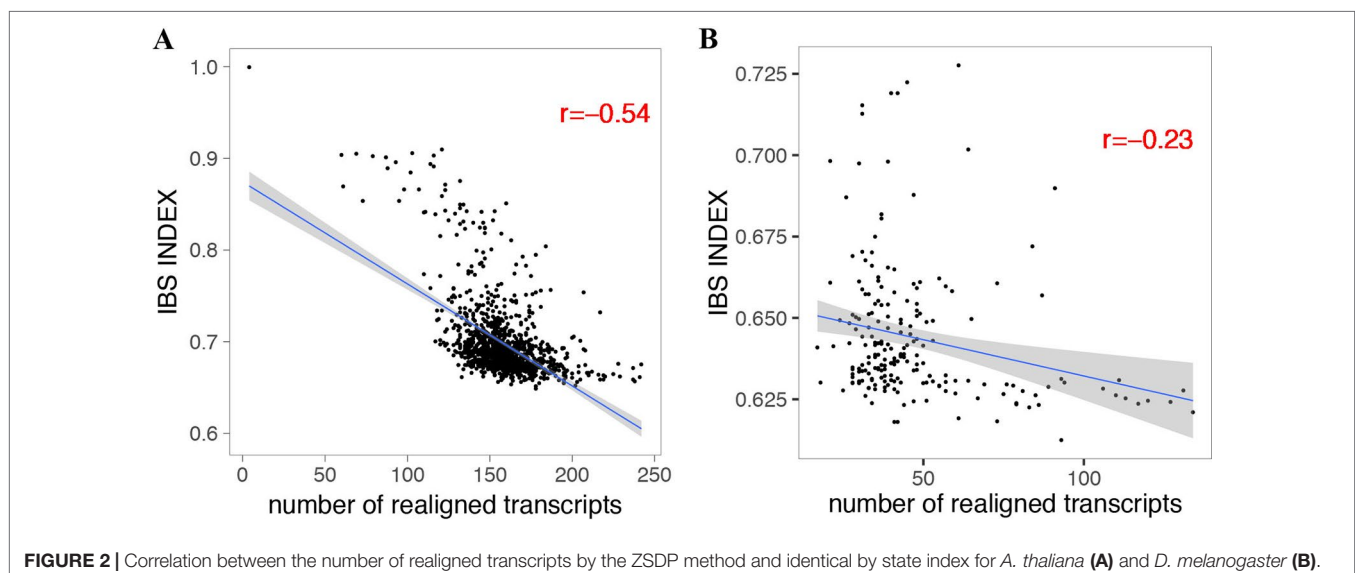 A
1.0
0.9
0.8
0.7
0.6
IBS INDEX
r=−0.54
0 50 100 150 200 250
number of realigned transcripts
B
0.725
0.700
0.675
0.650
0.625
IBS INDEX
r=−0.23
50 100
number of realigned transcripts
FIGURE 2 | Correlation between the number of realigned transcripts by the ZSDP method and identical by state index for A. thaliana (A) and D. melanogaster (B).